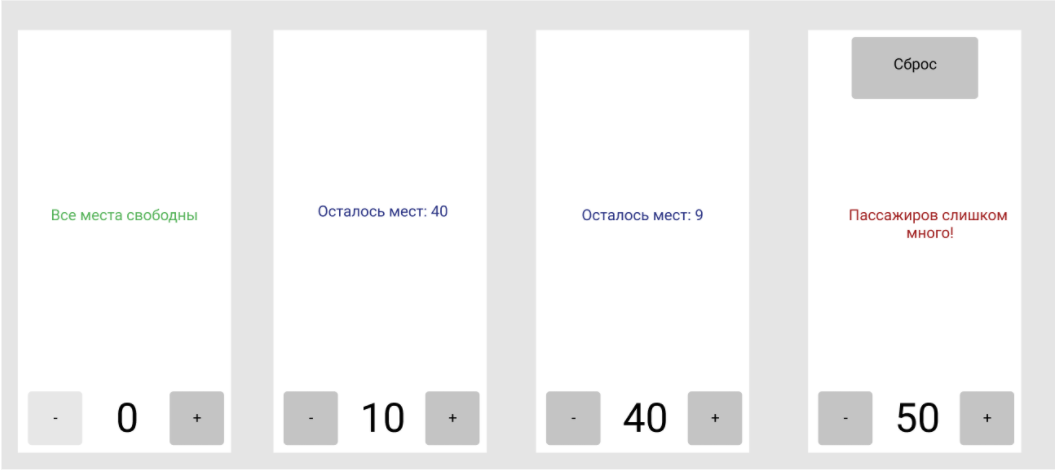 Все места свободны
- 0 +
Осталось мест: 40
- 10 +
Осталось мест: 9
- 40 +
Сброс
Пассажиров слишком
много!
- 50 +